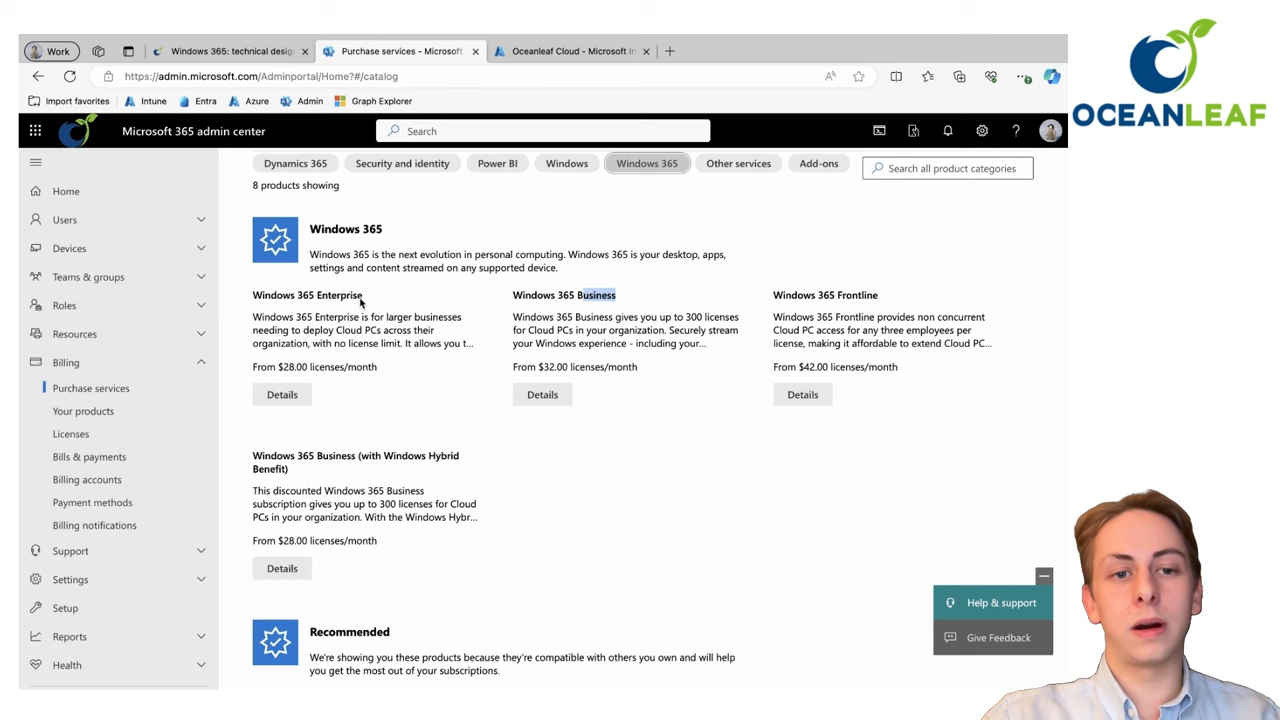 Work
Windows 365: technical desig
Purchase services - Microsoft
Oceanleaf Cloud - Microsoft In
https://admin.microsoft.com/Adminportal/Home?#/catalog
Import favorites
Intune
Entra
Azure
Admin
Graph Explorer
OCEANLEAF
Microsoft 365 admin center
Search
Dynamics 365
Security and identity
Power BI
Windows
Windows 365
Other services
Add-ons
Search all product categories
8 products showing
Home
Users
Devices
Teams & groups
Roles
Resources
Billing
Purchase services
Your products
Licenses
Bills & payments
Billing accounts
Payment methods
Billing notifications
Support
Settings
Setup
Reports
Health
Windows 365
Windows 365 is the next evolution in personal computing. Windows 365 is your desktop, apps,
settings and content streamed on any supported device.
Windows 365 Enterprise
Windows 365 Enterprise is for larger businesses
needing to deploy Cloud PCs across their
organization, with no license limit. It allows you t...
From $28.00 licenses/month
Details
Windows 365 Business
Windows 365 Business gives you up to 300 licenses
for Cloud PCs in your organization. Securely stream
your Windows experience - including your...
From $32.00 licenses/month
Details
Windows 365 Frontline
Windows 365 Frontline provides non concurrent
Cloud PC access for any three employees per
license, making it affordable to extend Cloud PC...
From $42.00 licenses/month
Details
Windows 365 Business (with Windows Hybrid
Benefit)
This discounted Windows 365 Business
subscription gives you up to 300 licenses for Cloud
PCs in your organization. With the Windows Hybr...
From $28.00 licenses/month
Details
Recommended
We're showing you these products because they're compatible with others you own and will help
you get the most out of your subscriptions.
Help & support
Give Feedback